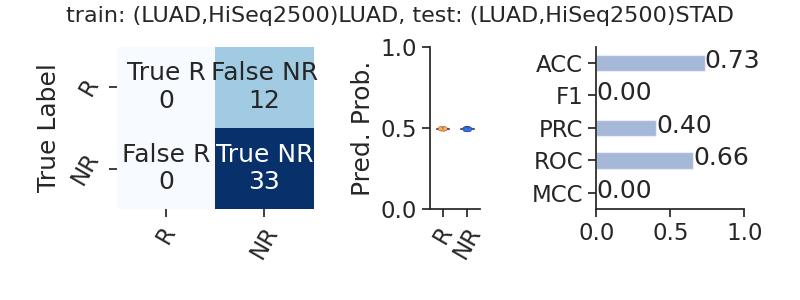 train: (LUAD,HiSeq2500)LUAD, test: (LUAD,HiSeq2500)STAD
True Label
R
NR
True R
0
False NR
12
False R
0
True NR
33
R
NR
Pred. Prob.
1.0
0.5
0.0
R
NR
ACC
0.73
F1
0.00
PRC
0.40
ROC
0.66
MCC
0.00
0.0
0.5
1.0